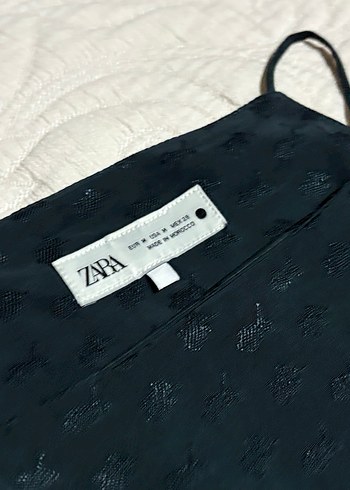 ZARA
EUR M USA M MEX 28
MADE IN MOROCCO